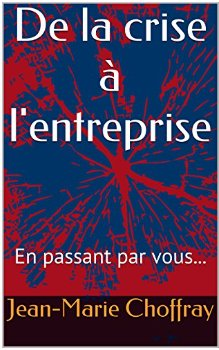 De la crise
à
l'entreprise
En passant par vous...
Jean-Marie Choffray